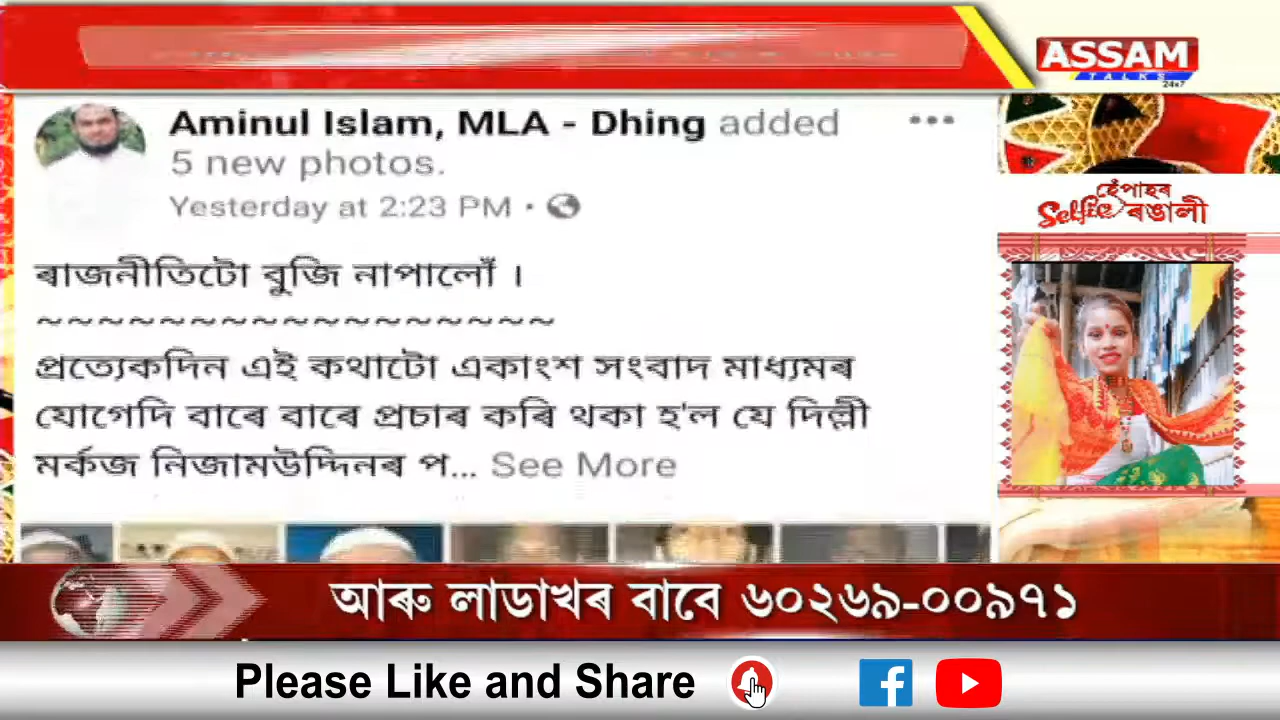 ASSAM
TALKS
24x7
Aminul Islam, MLA - Dhing added
5 new photos.
Yesterday at 2:23 PM
ৰাজনীতিটো বুজি নাপালোঁ ।
~~~~~~~~~~~~~~~~~
প্ৰত্যেকদিন এই কথাটো একাংশ সংবাদ মাধ্যমৰ
যোগেদি বাৰে বাৰে প্ৰচাৰ কৰি থকা হ'ল যে দিল্লী
মৰ্কজ নিজামউদ্দিনৰ প... See More
হেঁপাহৰ
Selfie ৰঙালী
আৰু লাডাখৰ বাবে ৬০২৬৯-০০৯৭১
Please Like and Share